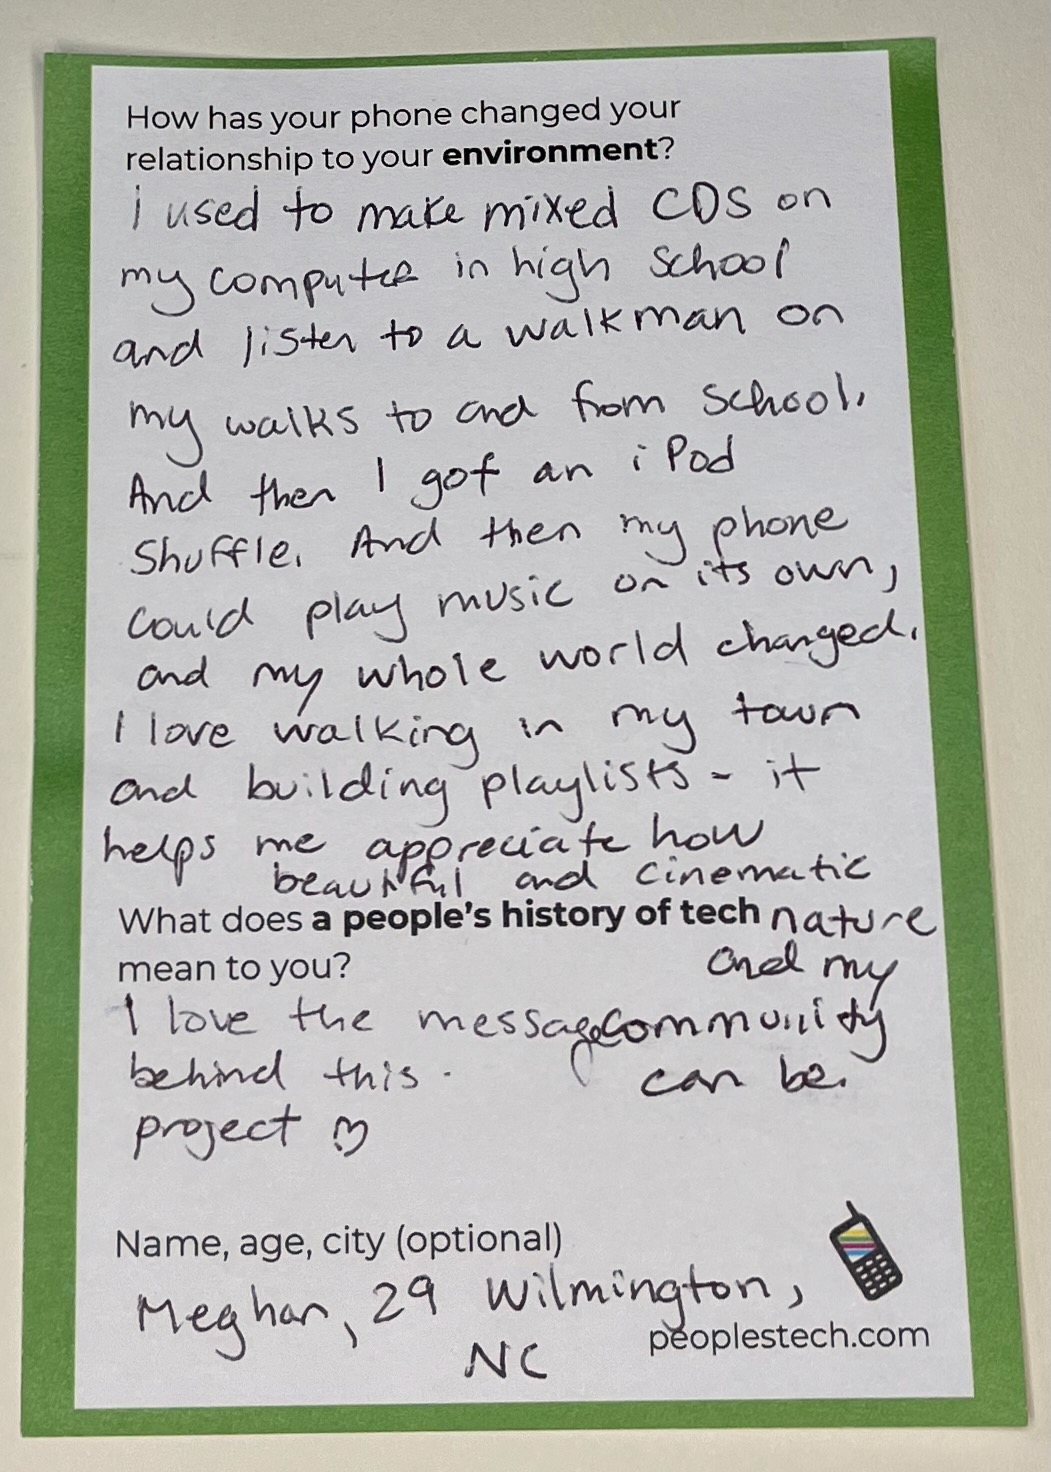 How has your phone changed your
relationship to your environment?
i used to make mixed CDS on
my computer in high school
and listen to a walkman on
my walks to and from school.
And then I got an iPod
Shuffle. And then my phone
could play music on its own,
and my whole world changed.
I love walking in my town
and building playlists - it
helps me appreciate how
beautiful and cinematic
nature
and my
community
can be.
What does a people's history of tech
mean to you?
I love the message
behind this
project
Name, age, city (optional)
Meghan, 29 Wilmington,
NC
peoplestech.com